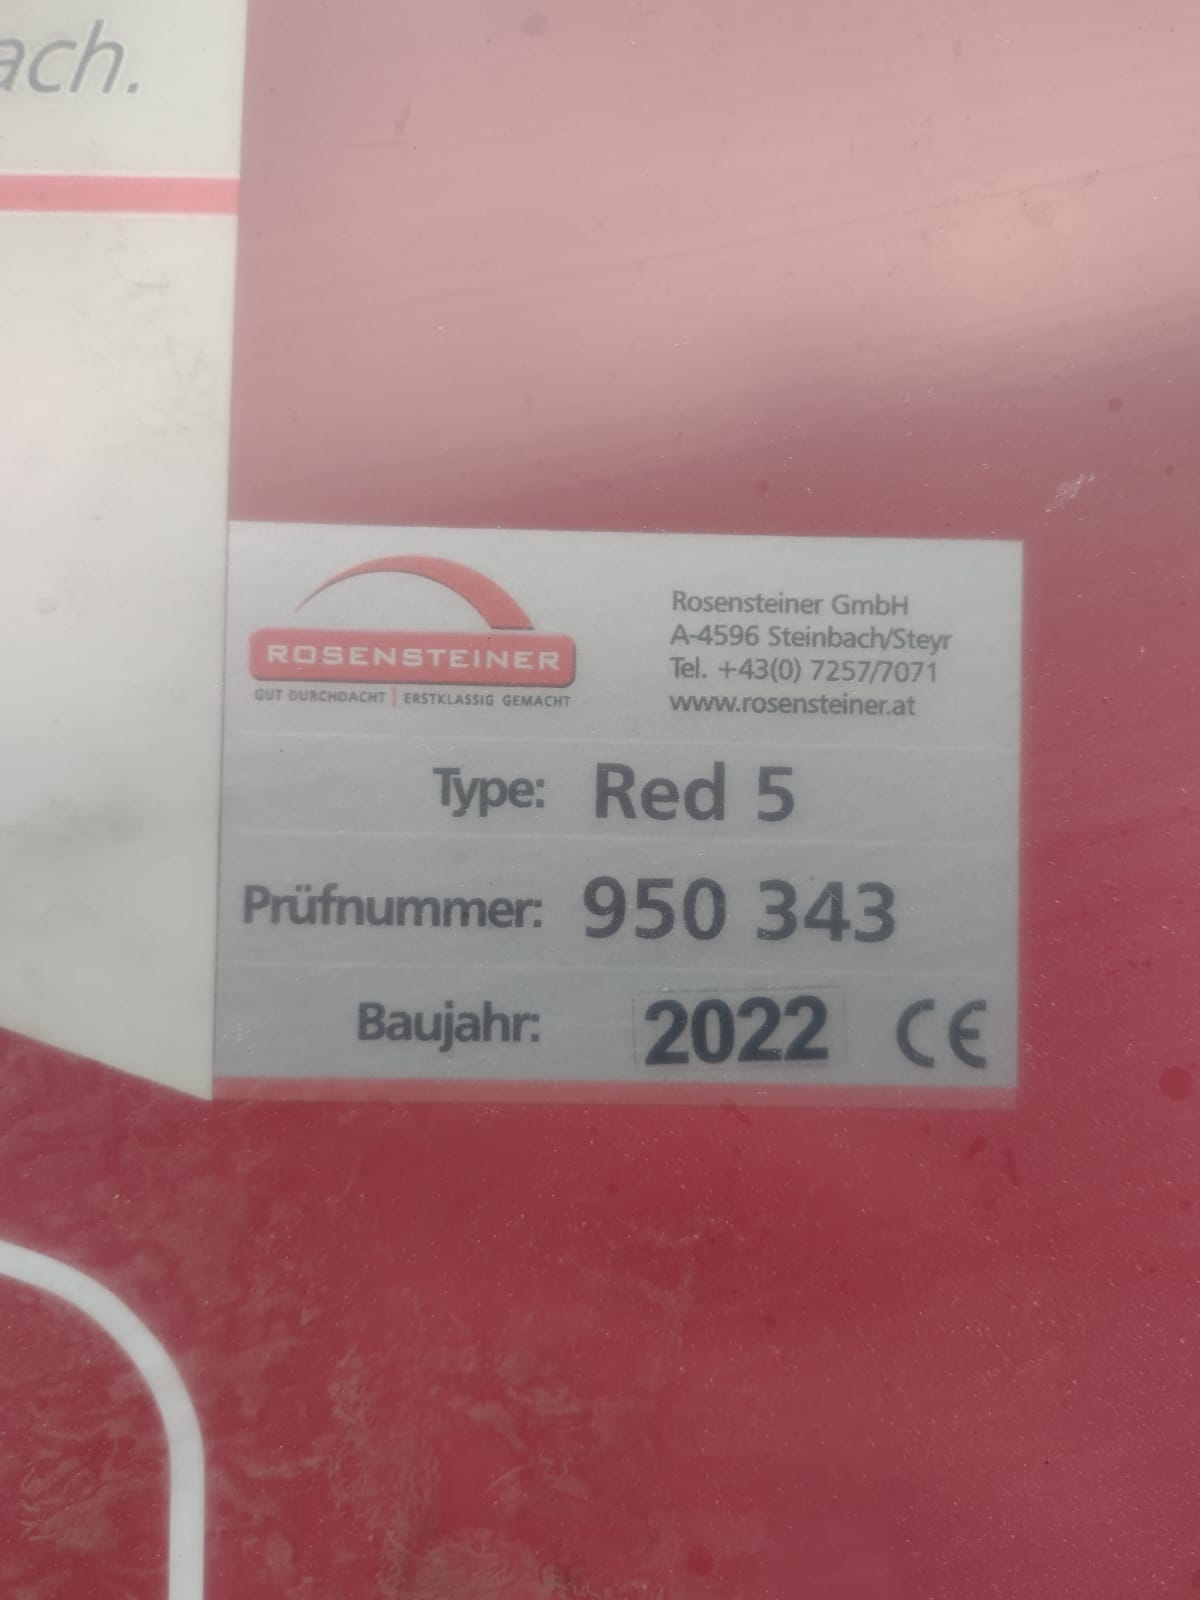 ach.
ROSENSTEINER
GUT DURCHDACHT | ERSTKLASSIG GEMACHT
Rosensteiner GmbH
A-4596 Steinbach/Steyr
Tel. +43(0) 7257/7071
www.rosensteiner.at
Type: Red 5
Prüfnummer: 950 343
Baujahr: 2022 CE